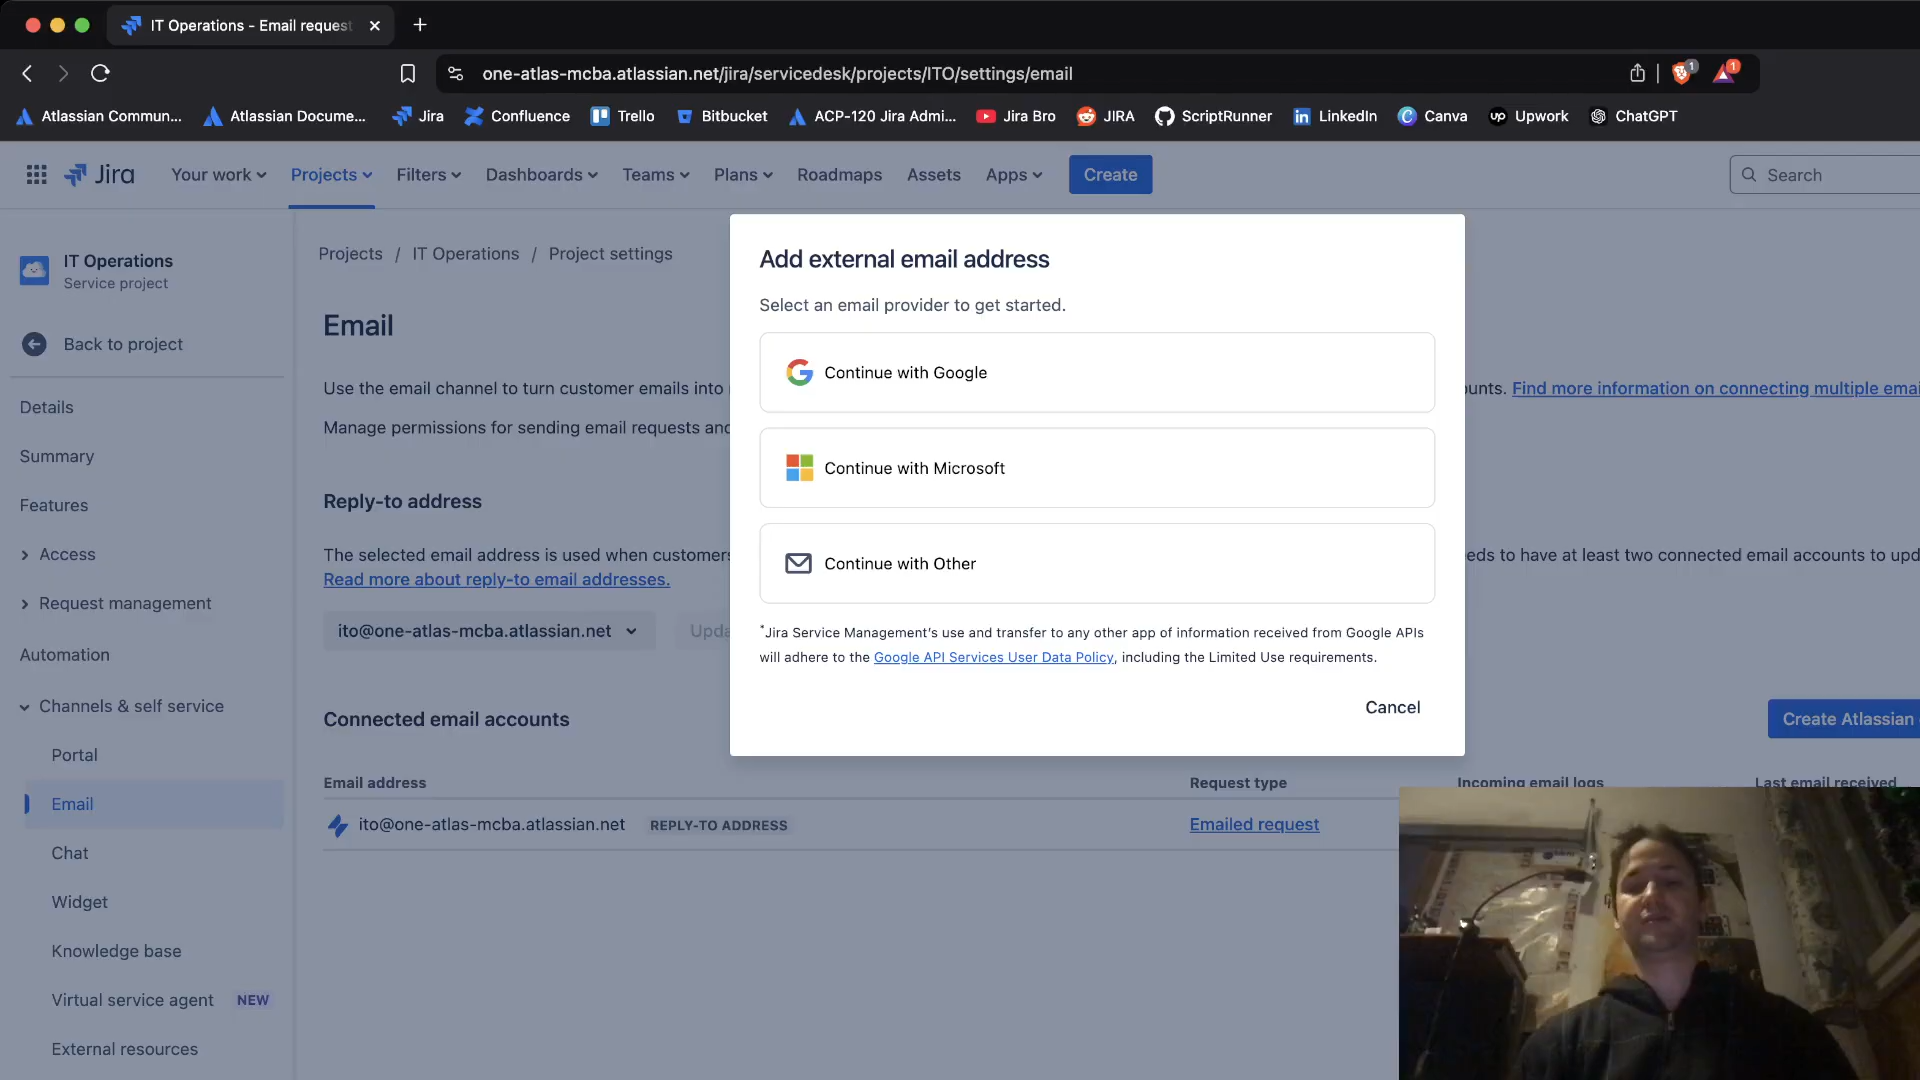 IT Operations - Email request
one-atlas-mcba.atlassian.net/jira/servicedesk/projects/ITO/settings/email
1
1
Atlassian Commun... Atlassian Docume... Jira Confluence Trello Bitbucket ACP-120 Jira Admi... Jira Bro JIRA ScriptRunner LinkedIn Canva Upwork ChatGPT
Jira Your work Projects Filters Dashboards Teams Plans Roadmaps Assets Apps Create Search
IT Operations
Service project
Back to project
Details
Summary
Features
Access
Request management
Automation
Channels & self service
Portal
Email
Chat
Widget
Knowledge base
Virtual service agent NEW
External resources
Projects / IT Operations / Project settings
Email
Use the email channel to turn customer emails into
unts. Find more information on connecting multiple emai
Manage permissions for sending email requests and
Reply-to address
The selected email address is used when customers
eds to have at least two connected email accounts to upd
Read more about reply-to email addresses.
ito@one-atlas-mcba.atlassian.net Upda
Connected email accounts
Create Atlassian
Email address Request type Incoming email logs Last email received
ito@one-atlas-mcba.atlassian.net REPLY-TO ADDRESS Emailed request
Add external email address
Select an email provider to get started.
Continue with Google
Continue with Microsoft
Continue with Other
*Jira Service Management's use and transfer to any other app of information received from Google APIs
will adhere to the Google API Services User Data Policy, including the Limited Use requirements.
Cancel